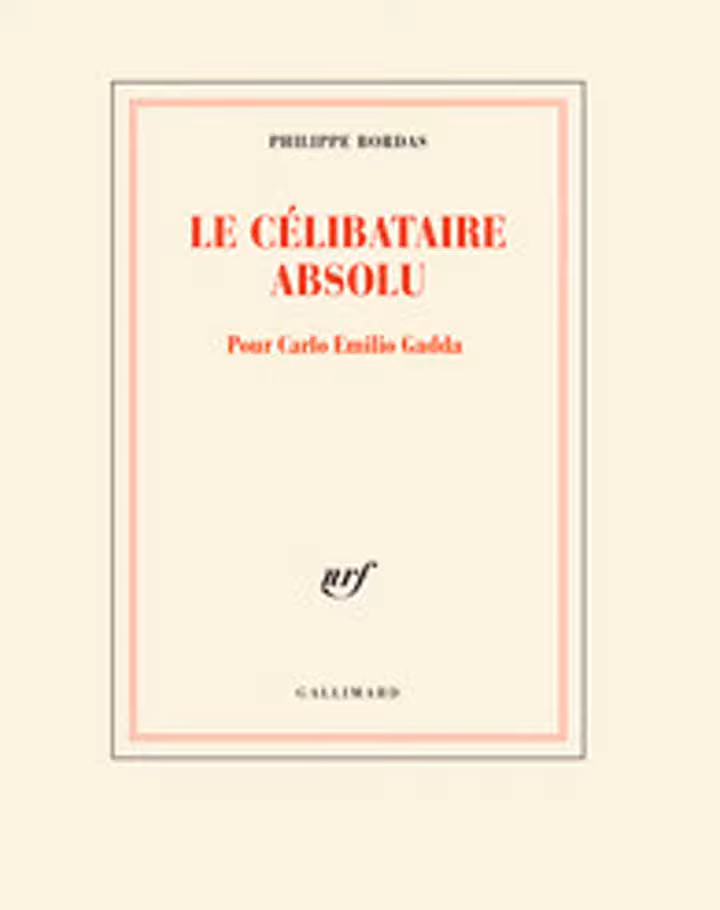 PHILIPPE BORDAS
LE CÉLIBATAIRE
ABSOLU
Pour Carlo Emilio Gadda
nrf
GALLIMARD